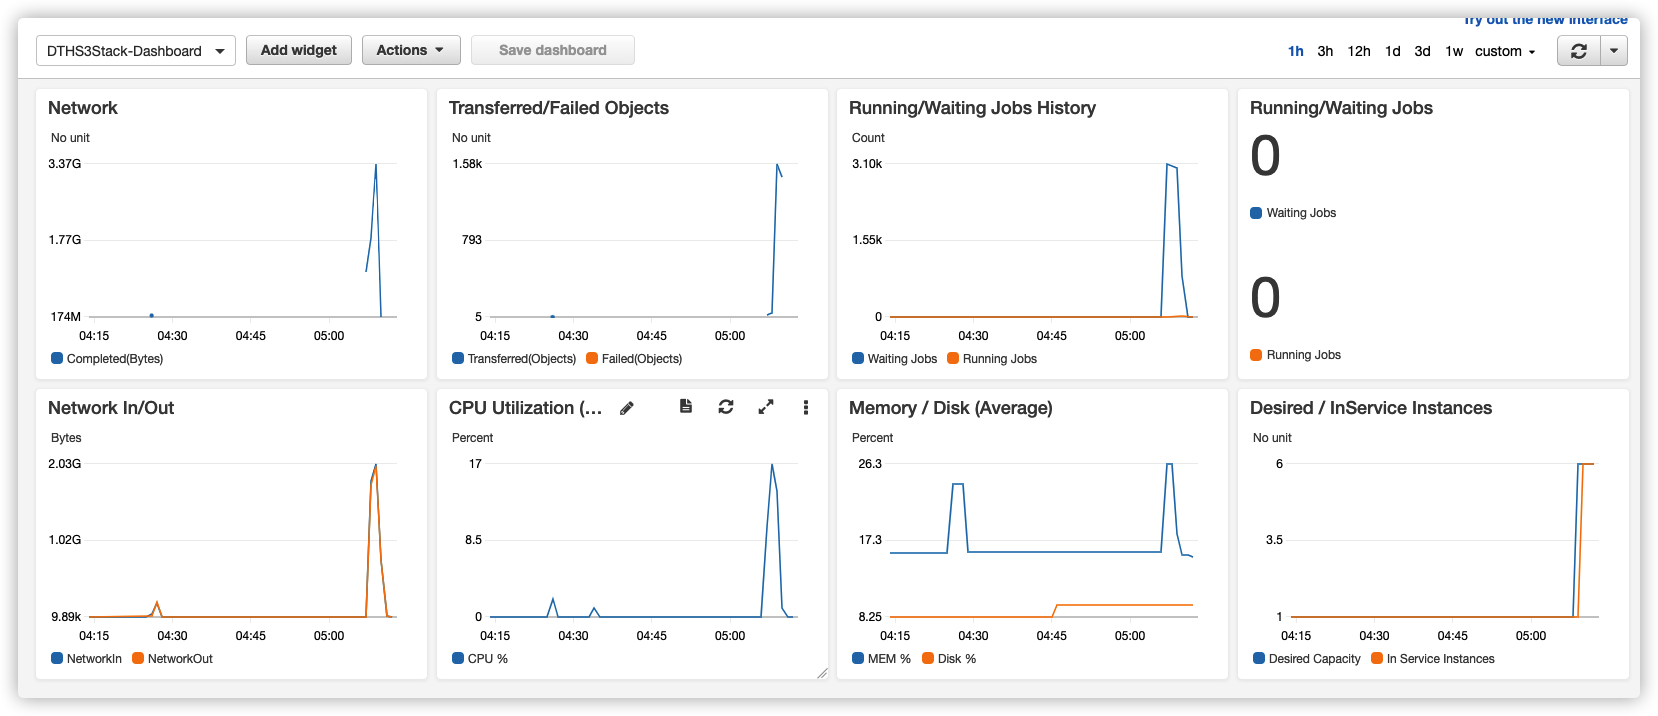 Try out the new interface
DTHS3Stack-Dashboard
Add widget
Actions
Save dashboard
1h 3h 12h 1d 3d 1w custom
Network
No unit
3.37G
1.77G
174M
04:15 04:30 04:45 05:00
Completed(Bytes)
Transferred/Failed Objects
No unit
1.58k
793
5
04:15 04:30 04:45 05:00
Transferred(Objects) Failed(Objects)
Running/Waiting Jobs History
Count
3.10k
1.55k
0
04:15 04:30 04:45 05:00
Waiting Jobs Running Jobs
Running/Waiting Jobs
0
Waiting Jobs
0
Running Jobs
Network In/Out
Bytes
2.03G
1.02G
9.89k
04:15 04:30 04:45 05:00
NetworkIn NetworkOut
CPU Utilization (...
Percent
17
8.5
0
04:15 04:30 04:45 05:00
CPU %
Memory / Disk (Average)
Percent
26.3
17.3
8.25
04:15 04:30 04:45 05:00
MEM % Disk %
Desired / InService Instances
No unit
6
3.5
1
04:15 04:30 04:45 05:00
Desired Capacity In Service Instances